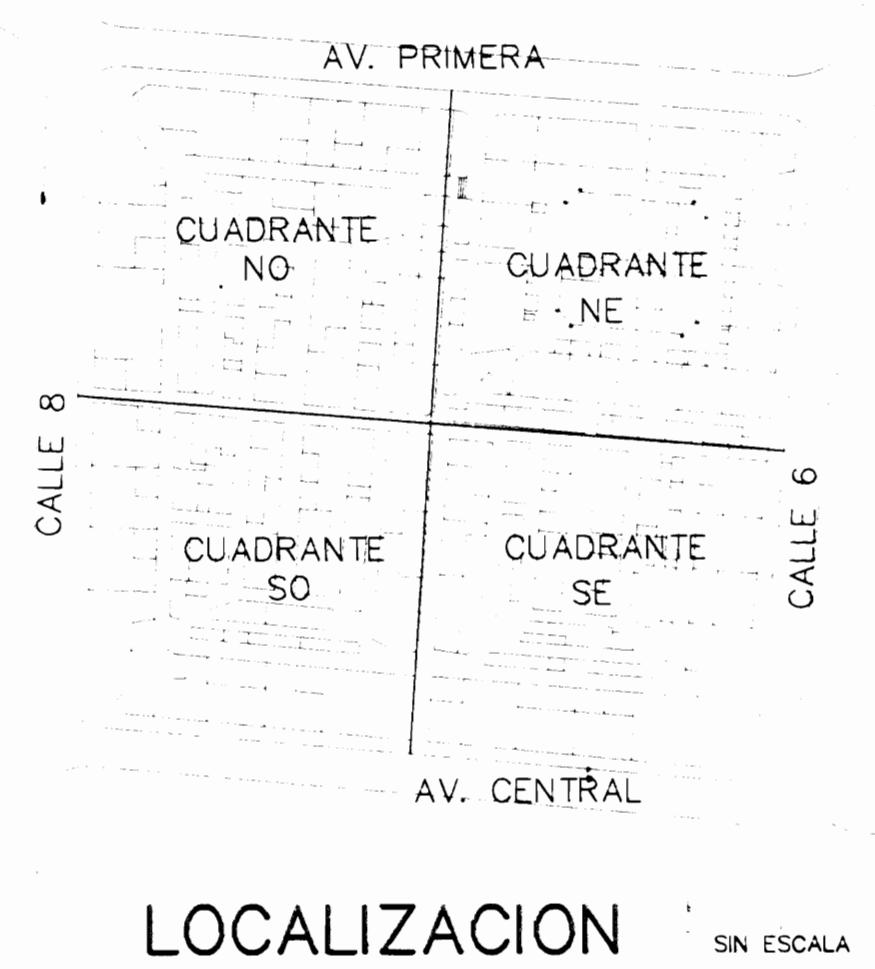 AV. PRIMERA
CUADRANTE
NO
CUADRANTE
NE
CALLE 8
CALLE 6
CUADRANTE
SO
CUADRANTE
SE
AV. CENTRAL
LOCALIZACION
SIN ESCALA